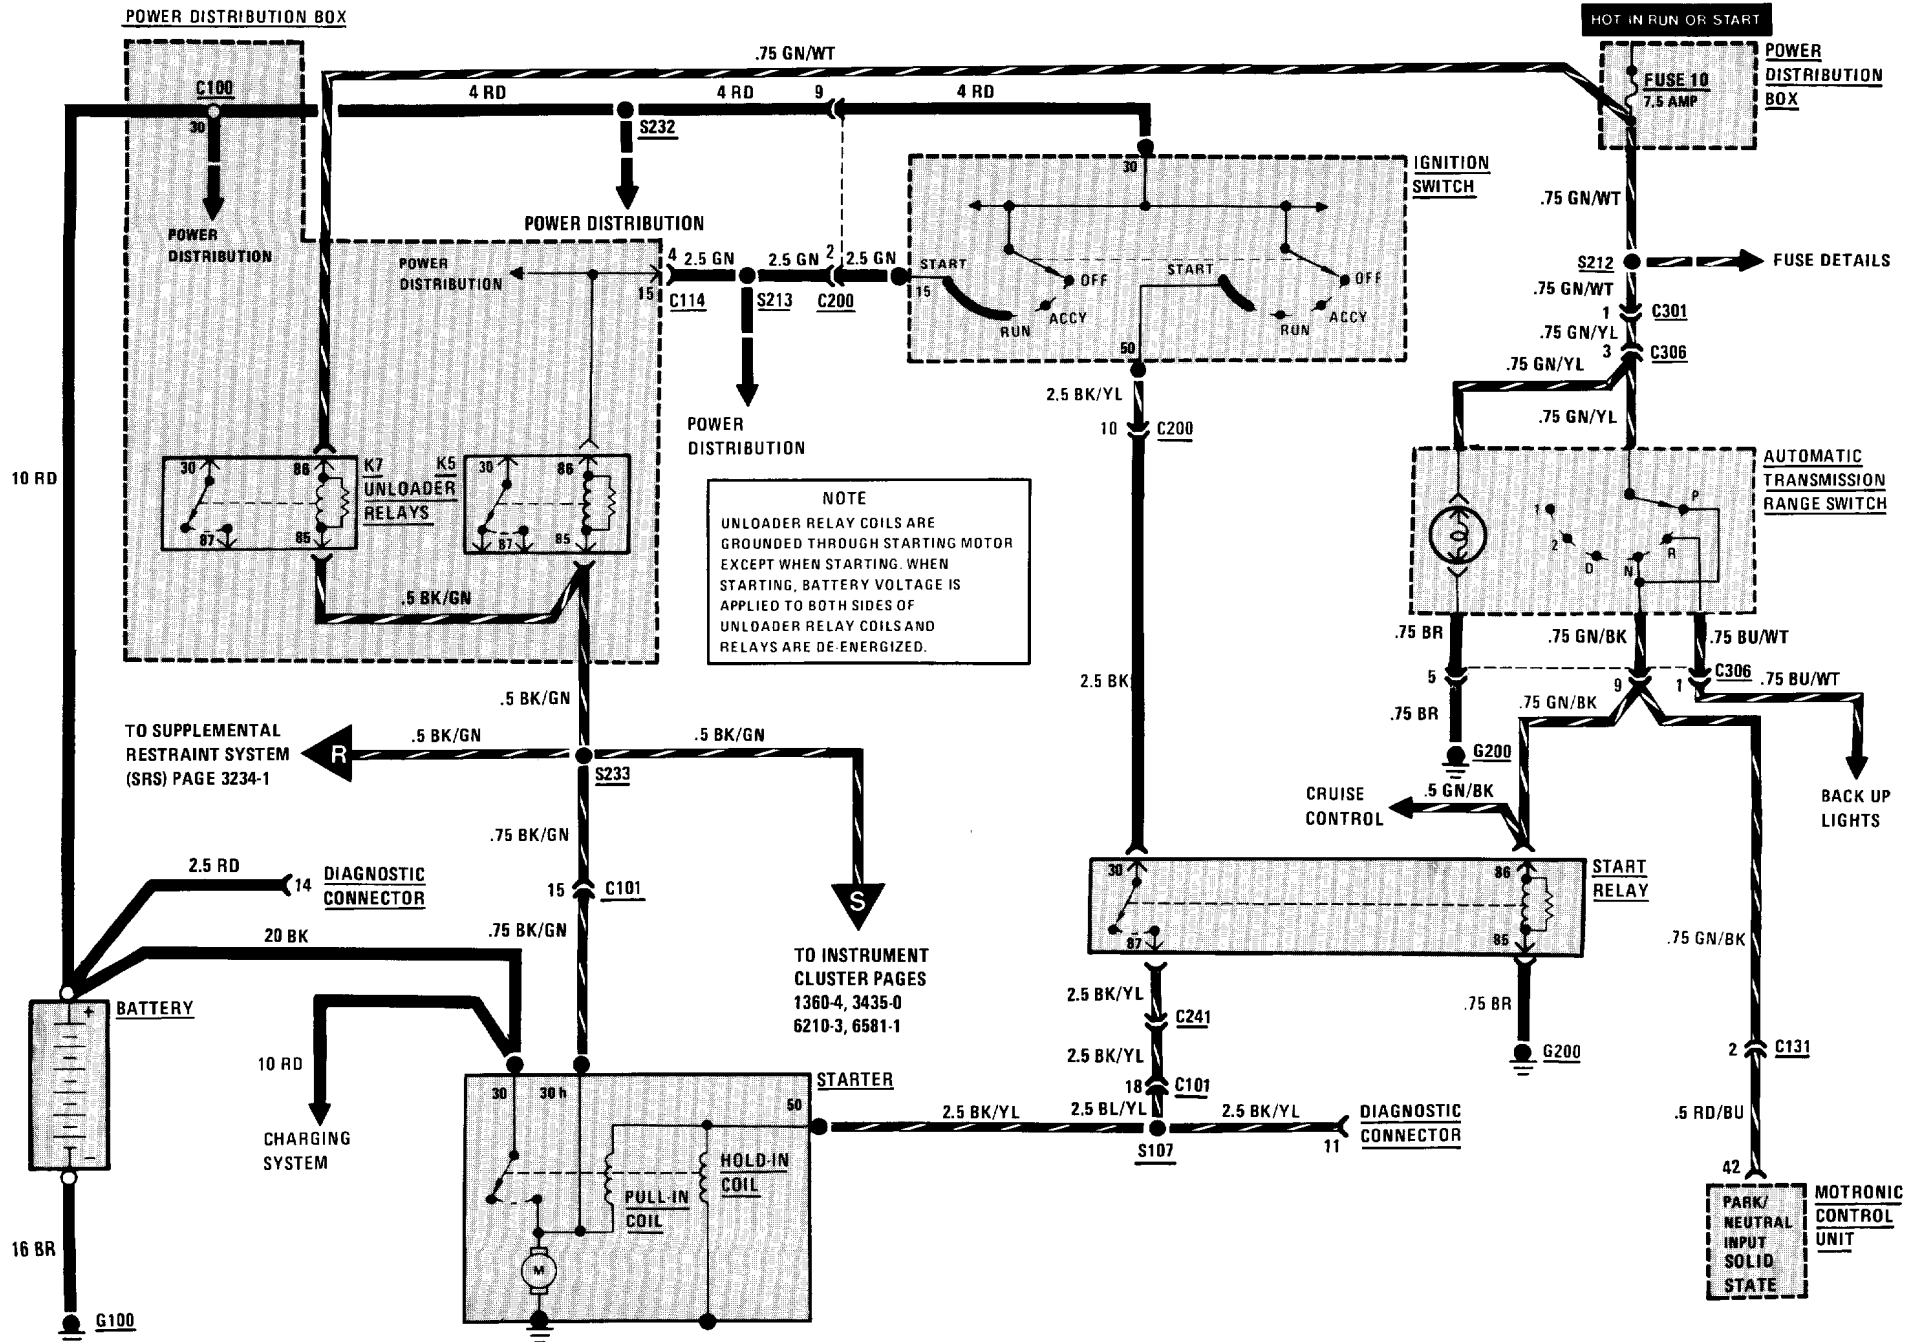 POWER DISTRIBUTION BOX
HOT IN RUN OR START
.75 GN/WT
POWER
DISTRIBUTION
BOX
FUSE 10
7.5 AMP
C100
30
4 RD
4 RD
9
4 RD
S232
POWER
DISTRIBUTION
POWER DISTRIBUTION
30
IGNITION
SWITCH
.75 GN/WT
POWER
DISTRIBUTION
4
2.5 GN
2.5 GN
2
2.5 GN
15
C114
S213
C200
START
15
OFF
ACCY
RUN
START
OFF
ACCY
RUN
50
S212
FUSE DETAILS
.75 GN/WT
1
C301
.75 GN/YL
3
C306
.75 GN/YL
.75 GN/YL
2.5 BK/YL
10
C200
POWER
DISTRIBUTION
10 RD
30
86
K7
K5
UNLOADER
RELAYS
87
85
30
86
87
85
AUTOMATIC
TRANSMISSION
RANGE SWITCH
P
1
2
D
N
R
NOTE
UNLOADER RELAY COILS ARE
GROUNDED THROUGH STARTING MOTOR
EXCEPT WHEN STARTING. WHEN
STARTING, BATTERY VOLTAGE IS
APPLIED TO BOTH SIDES OF
UNLOADER RELAY COILS AND
RELAYS ARE DE-ENERGIZED.
.5 BK/GN
.75 BR
.75 GN/BK
.75 BU/WT
5
9
1
C306
.75 BU/WT
2.5 BK
.5 BK/GN
.75 GN/BK
.75 BR
G200
TO SUPPLEMENTAL
RESTRAINT SYSTEM
(SRS) PAGE 3234-1
R
.5 BK/GN
.5 BK/GN
S233
CRUISE
CONTROL
.5 GN/BK
BACK UP
LIGHTS
.75 BK/GN
2.5 RD
14
DIAGNOSTIC
CONNECTOR
15
C101
S
30
86
START
RELAY
87
85
20 BK
.75 BK/GN
.75 GN/BK
TO INSTRUMENT
CLUSTER PAGES
1360-4, 3435-0
6210-3, 6581-1
BATTERY
+
−
2.5 BK/YL
C241
.75 BR
G200
2
C131
10 RD
2.5 BK/YL
CHARGING
SYSTEM
STARTER
30
30 h
50
18
C101
2.5 BK/YL
2.5 BL/YL
2.5 BK/YL
S107
11
DIAGNOSTIC
CONNECTOR
.5 RD/BU
42
HOLD-IN
COIL
PULL-IN
COIL
M
PARK/
NEUTRAL
INPUT
SOLID
STATE
MOTRONIC
CONTROL
UNIT
16 BR
G100